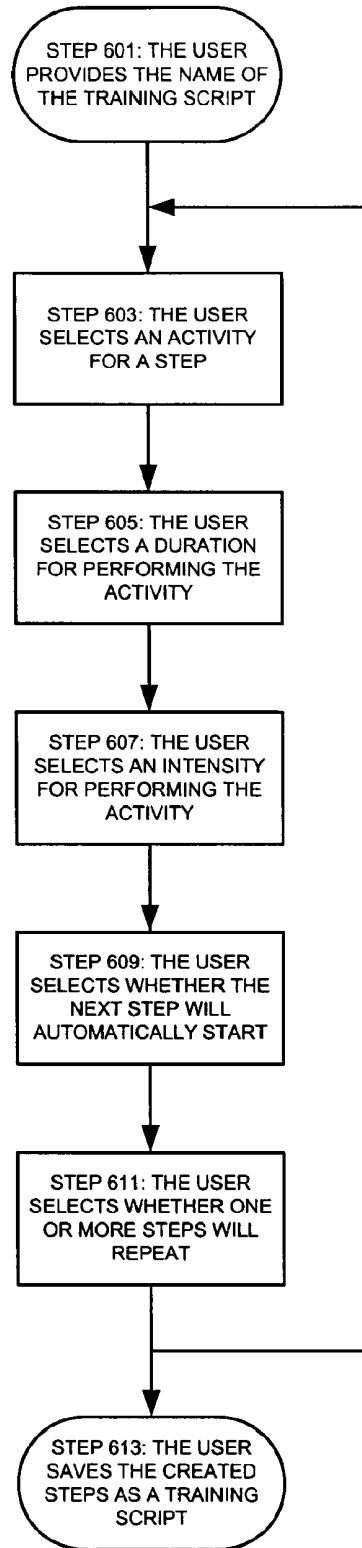 STEP 601: THE USER
PROVIDES THE NAME OF
THE TRAINING SCRIPT
STEP 603: THE USER
SELECTS AN ACTIVITY
FOR A STEP
STEP 605: THE USER
SELECTS A DURATION
FOR PERFORMING THE
ACTIVITY
STEP 607: THE USER
SELECTS AN INTENSITY
FOR PERFORMING THE
ACTIVITY
STEP 609: THE USER
SELECTS WHETHER THE
NEXT STEP WILL
AUTOMATICALLY START
STEP 611: THE USER
SELECTS WHETHER ONE
OR MORE STEPS WILL
REPEAT
STEP 613: THE USER
SAVES THE CREATED
STEPS AS A TRAINING
SCRIPT